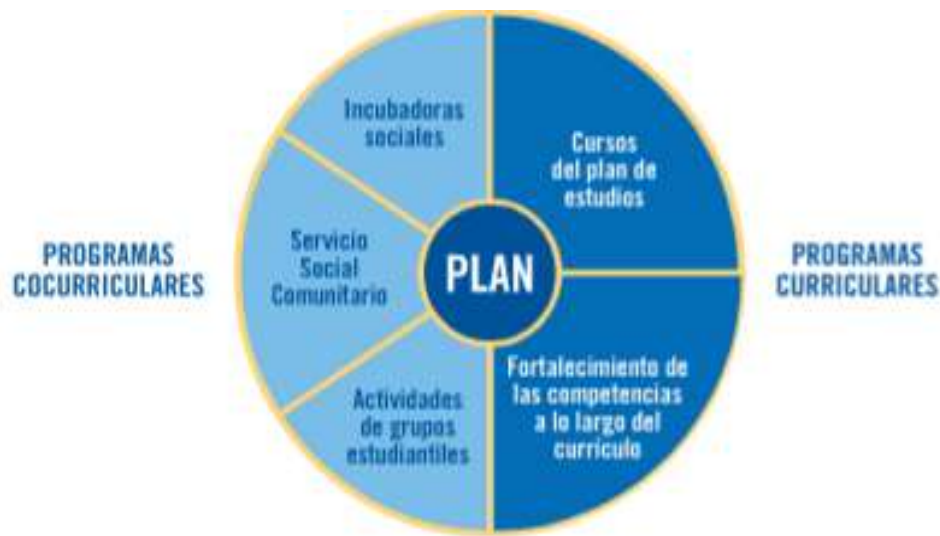 PROGRAMAS
COCURRICULARES
Incubadoras
sociales
Servicio
Social
Comunitario
Actividades
de grupos
estudiantiles
PLAN
Cursos
del plan de
estudios
Fortalecimiento de
las competencias
a lo largo del
currículo
PROGRAMAS
CURRICULARES